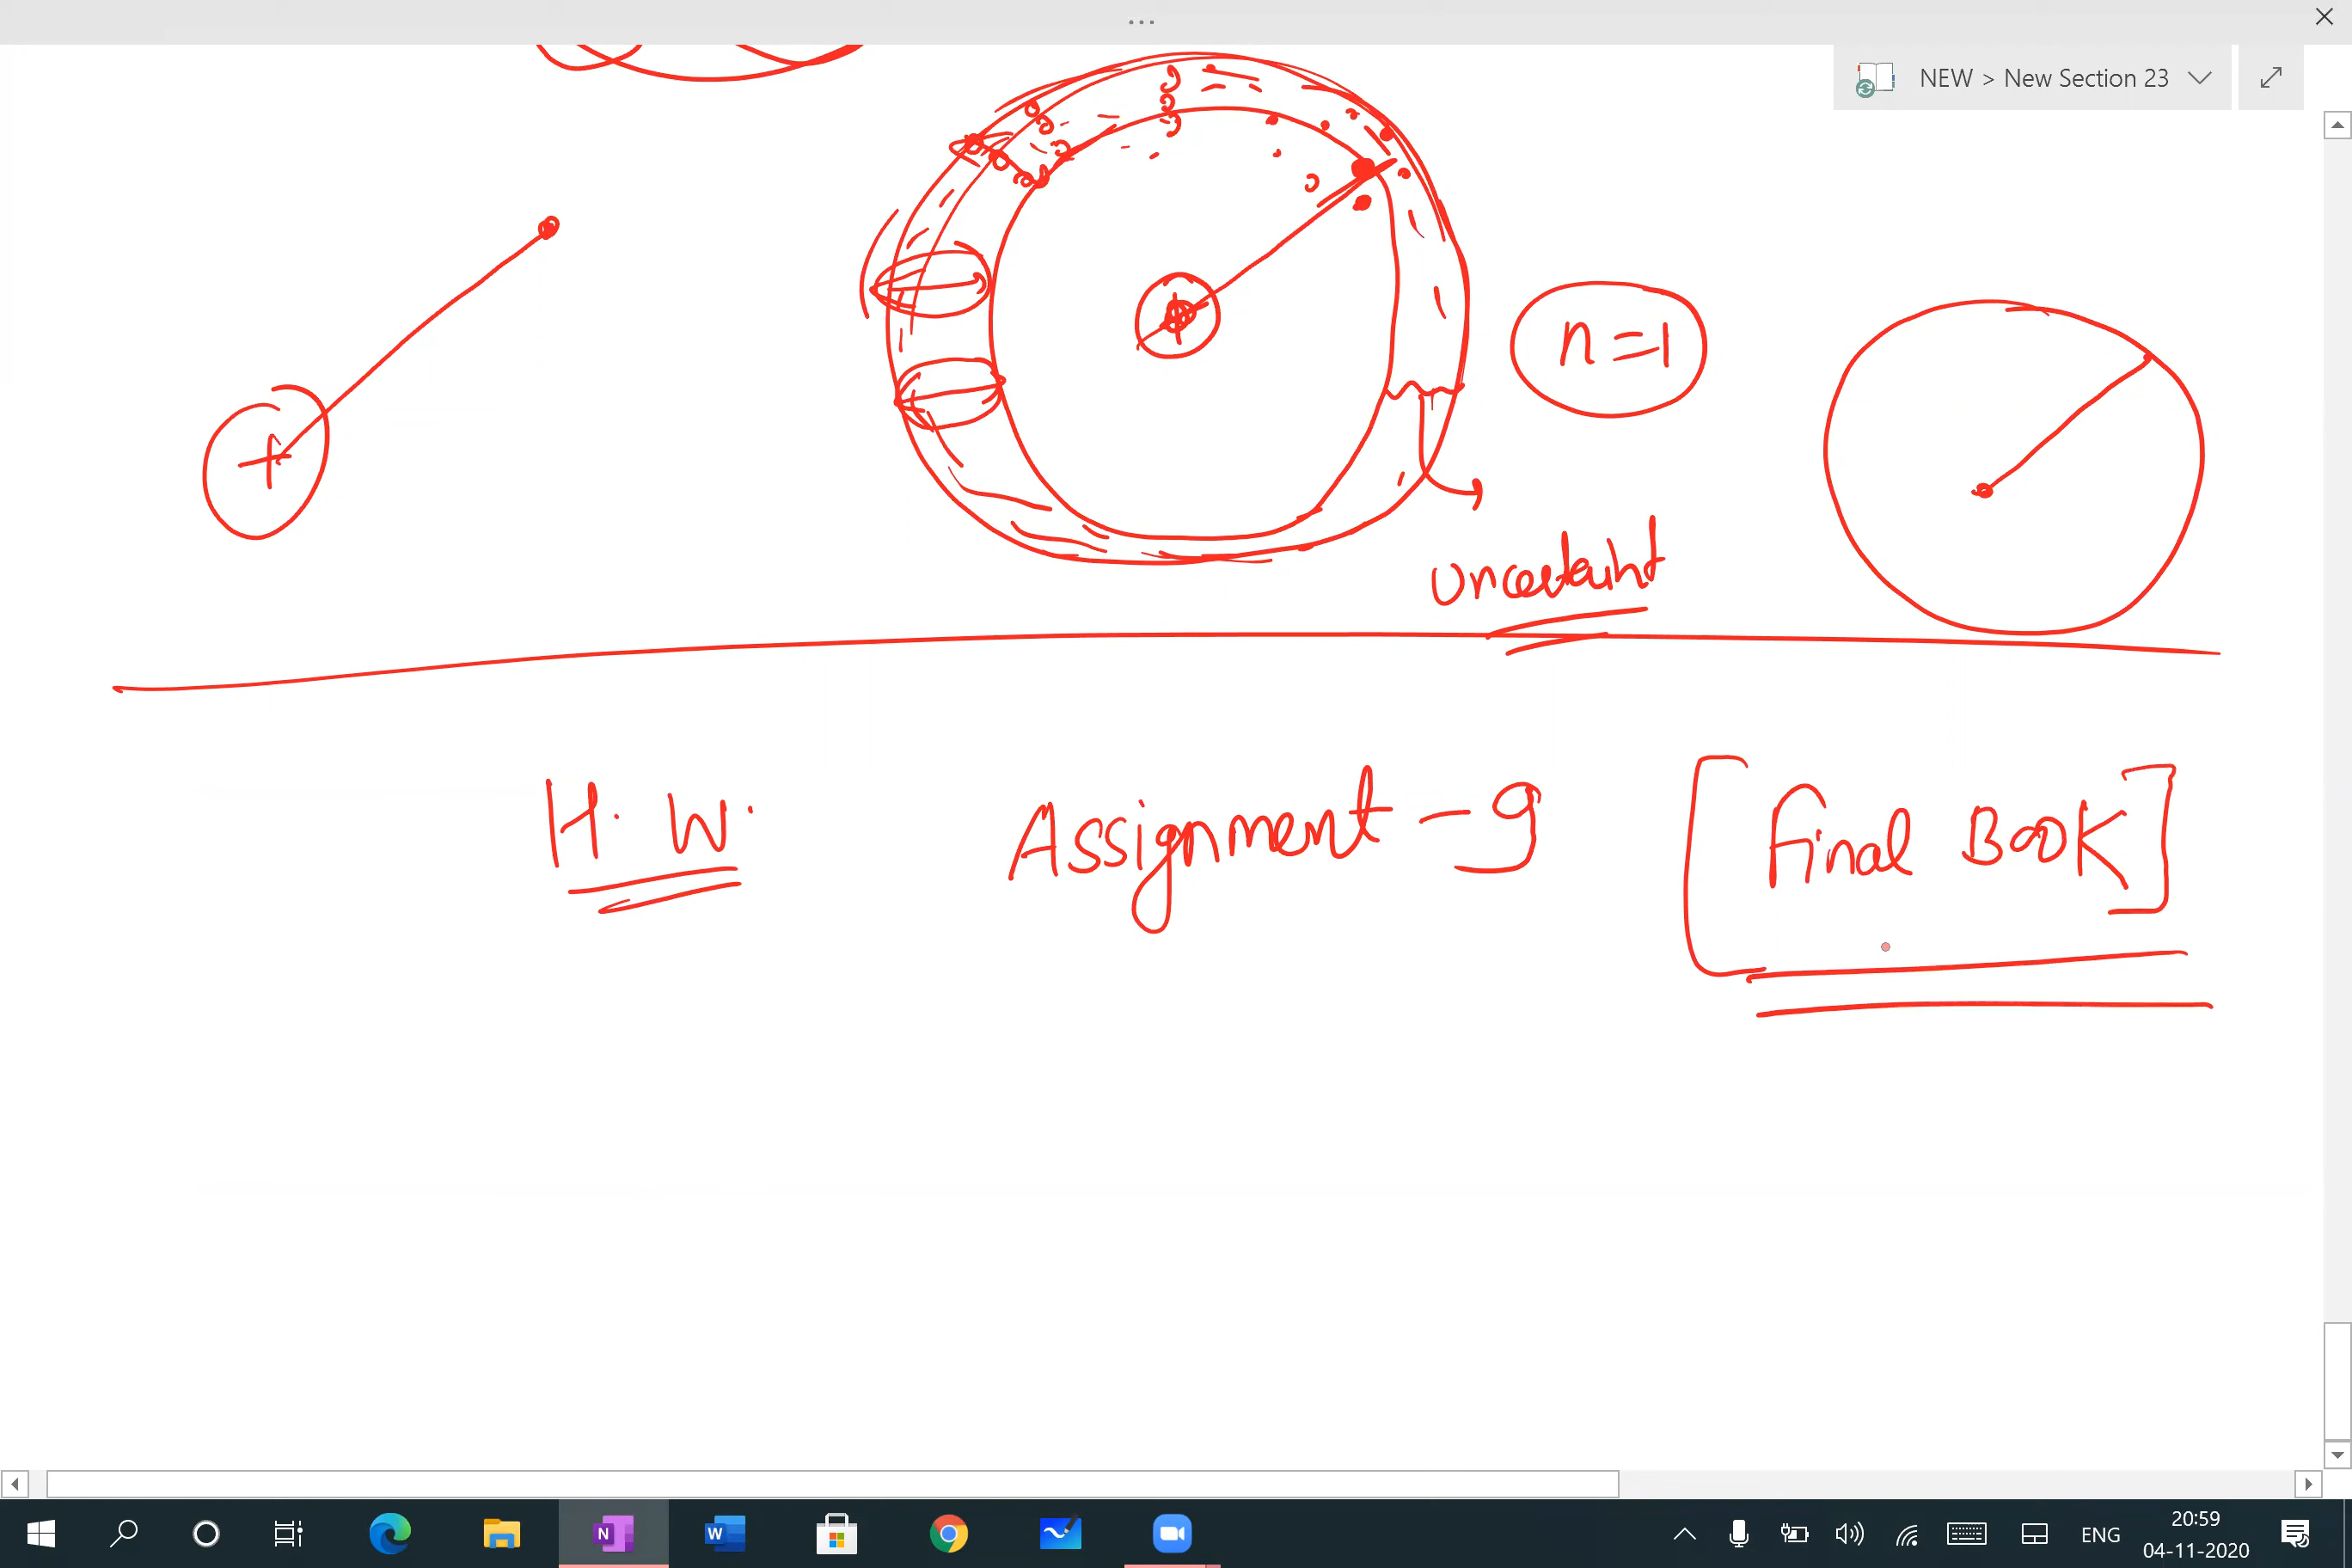 NEW > New Section 23
+
+
n=1
uncertaint
H.W. Assignment - 9 [Final Book]
ENG
20:59
04-11-2020